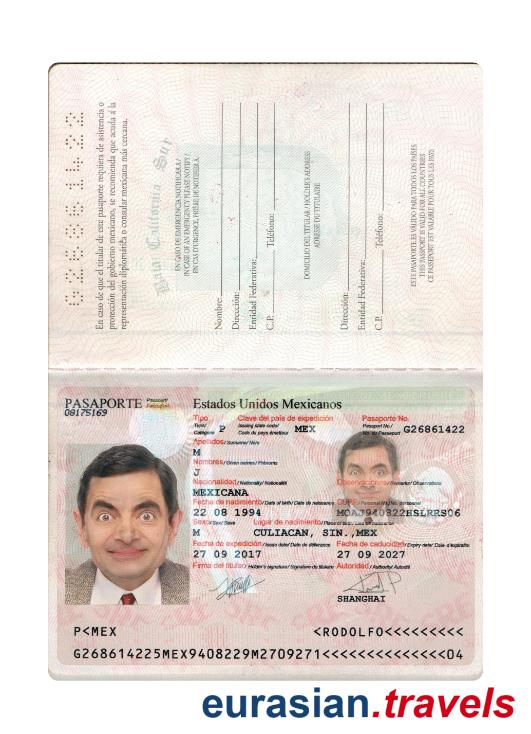 G26861422
En caso de que el titular de este pasaporte requiera de asistencia o
protección del gobierno mexicano, se recomienda que acuda a la
representación diplomática o consular mexicana más cercana.
Baja California Sur
EN CASO DE EMERGENCIA NOTIFICAR A /
IN CASE OF AN EMERGENCY PLEASE NOTIFY /
EN CAS D'URGENCE, PRIÈRE DE NOTIFIER À
Nombre:
Dirección:
Entidad Federativa:
C.P. Teléfono:
DOMICILIO DEL TITULAR / HOLDER'S ADDRESS
ADRESSE DU TITULAIRE
Dirección:
Entidad Federativa:
C.P. Teléfono:
ESTE PASAPORTE ES VÁLIDO PARA TODOS LOS PAÍSES
THIS PASSPORT IS VALID FOR ALL COUNTRIES
CE PASSEPORT EST VALABLE POUR TOUS LES PAYS
PASAPORTE Passport/ Passeport
08175169
Estados Unidos Mexicanos
Tipo Clave del país de expedición Pasaporte No.
Type/ Issuing state code/ Passport No./
Categorie P Code du pays émetteur MEX No. du Passeport G26861422
Apellidos/ Surname/ Nom
M
Nombres/ Given names/ Prénoms
J
Nacionalidad/ Nationality/ Nationalité Observaciones/ Remarks/ Observations
MEXICANA
Fecha de nacimiento/ Date of birth/ Date de naissance CURP/ Personal ID No.
22 08 1994 MOAJ940822HSLRRS06
Sexo/ Sex/ Sexe Lugar de nacimiento/ Place of birth/ Lieu de naissance
M CULIACAN, SIN.,MEX
Fecha de expedición/ Issue date/ Date de délivrance Fecha de caducidad/ Expiry date/ Date d'expiration
27 09 2017 27 09 2027
Firma del titular/ Holder's signature/ Signature du titulaire Autoridad/ Authority/ Autorité
SHANGHAI
P<MEX <RODOLFO<<<<<<<<<
G268614225MEX9408229M2709271<<<<<<<<<<<<<<04
eurasian.travels